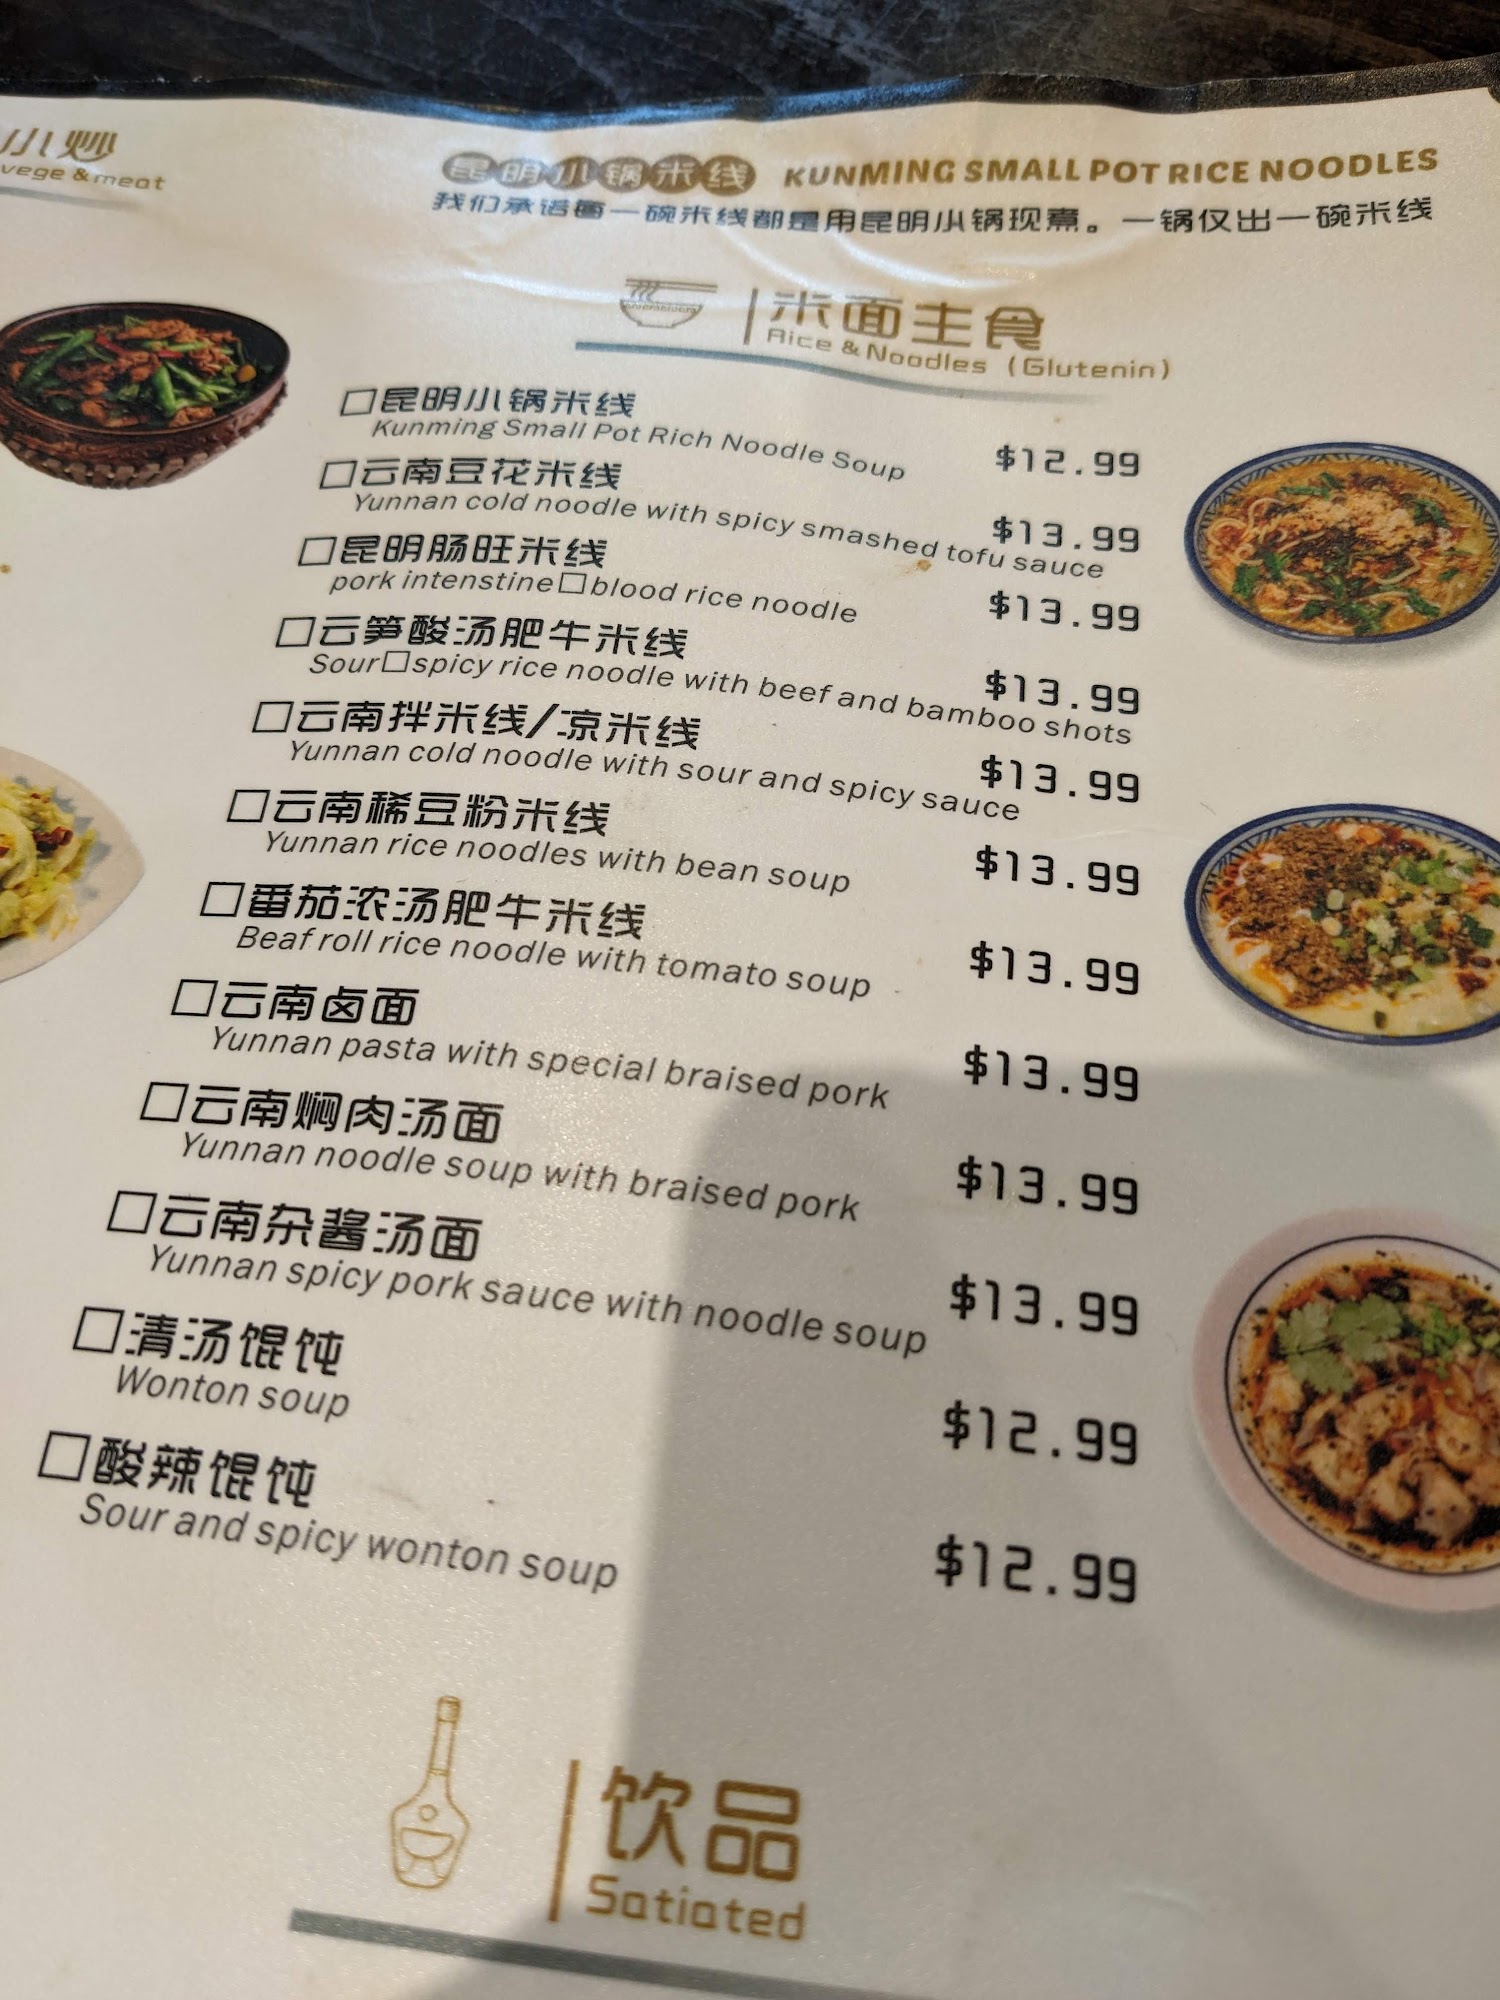 小炒
vege & meat
昆明小锅米线 KUNMING SMALL POT RICE NOODLES
我们承诺每一碗米线都是用昆明小锅现煮。一锅仅出一碗米线
米面主食
Rice & Noodles (Glutenin)
□昆明小锅米线
Kunming Small Pot Rich Noodle Soup $12.99
□云南豆花米线
Yunnan cold noodle with spicy smashed tofu sauce $13.99
□昆明肠旺米线
pork intenstine□blood rice noodle $13.99
□云笋酸汤肥牛米线
Sour□spicy rice noodle with beef and bamboo shots $13.99
□云南拌米线/凉米线
Yunnan cold noodle with sour and spicy sauce $13.99
□云南稀豆粉米线
Yunnan rice noodles with bean soup $13.99
□番茄浓汤肥牛米线
Beaf roll rice noodle with tomato soup $13.99
□云南卤面
Yunnan pasta with special braised pork $13.99
□云南焖肉汤面
Yunnan noodle soup with braised pork $13.99
□云南杂酱汤面
Yunnan spicy pork sauce with noodle soup $13.99
□清汤馄饨
Wonton soup $12.99
□酸辣馄饨
Sour and spicy wonton soup $12.99
饮品
Satiated